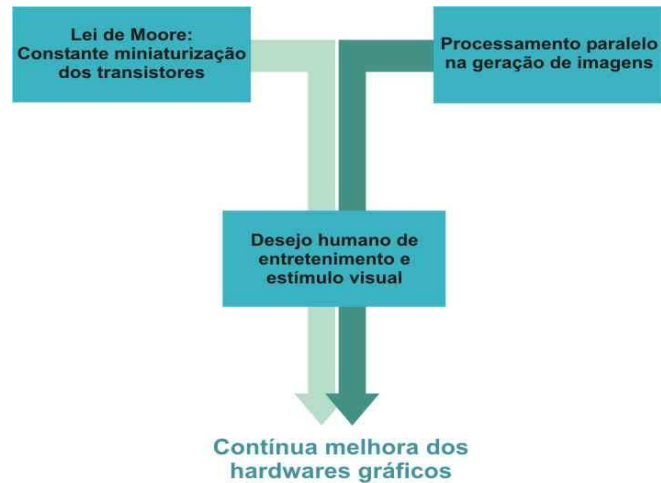 Lei de Moore:
Constante miniaturização
dos transistores
Processamento paralelo
na geração de imagens
Desejo humano de
entretenimento e
estímulo visual
Contínua melhora dos
hardwares gráficos